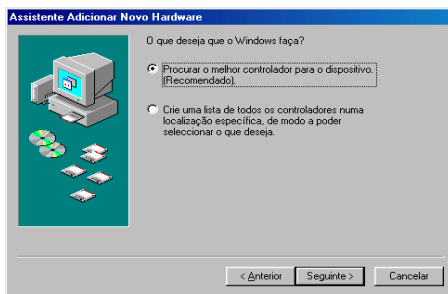 Assistente Adicionar Novo Hardware
O que deseja que o Windows faça?
Procurar o melhor controlador para o dispositivo.
(Recomendado).
Crie uma lista de todos os controladores numa
localização específica, de modo a poder
seleccionar o que deseja.
< Anterior
Seguinte >
Cancelar